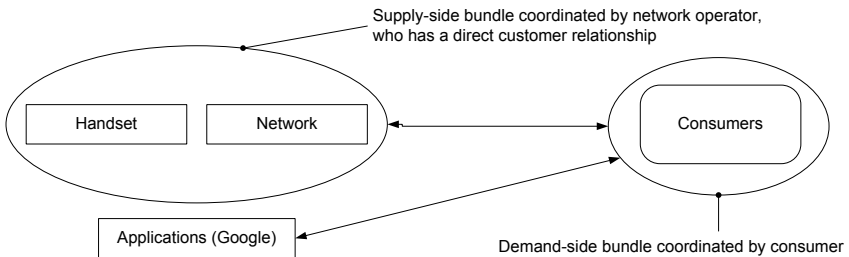 Supply-side bundle coordinated by network operator,
who has a direct customer relationship
Handset
Network
Consumers
Applications (Google)
Demand-side bundle coordinated by consumer